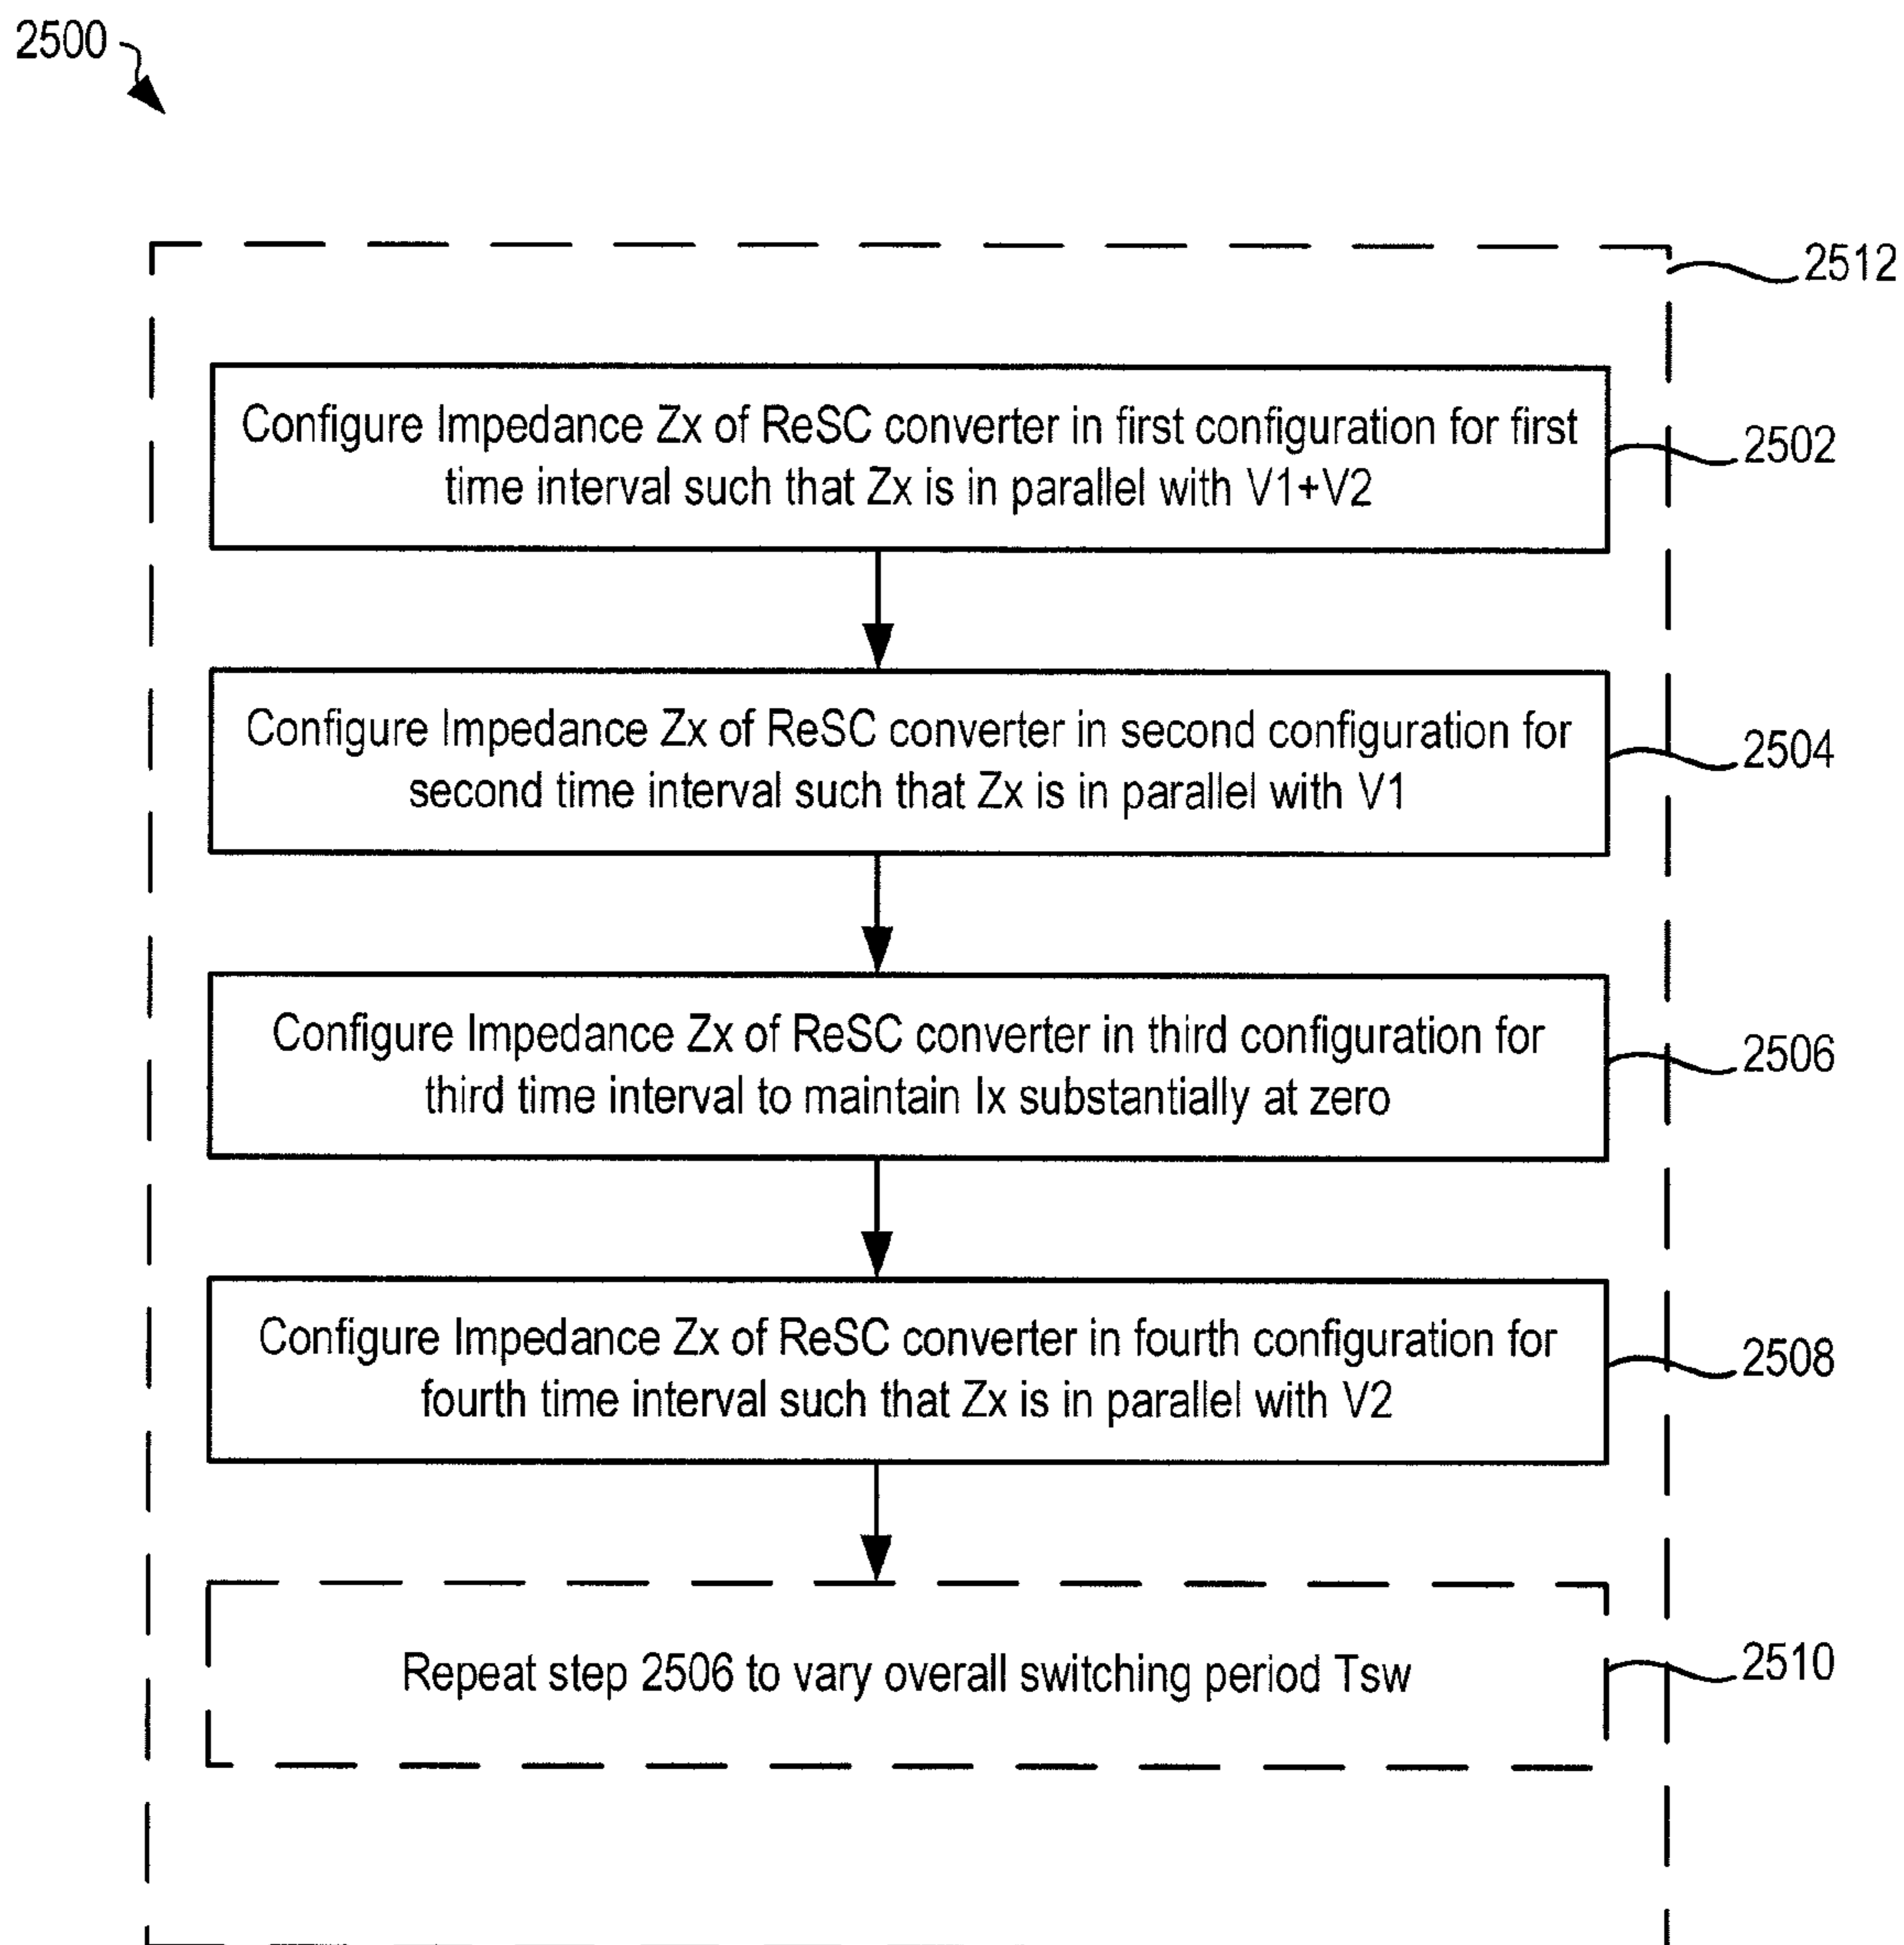 2500
2512
Configure Impedance Zx of ReSC converter in first configuration for first
time interval such that Zx is in parallel with V1+V2
2502
Configure Impedance Zx of ReSC converter in second configuration for
second time interval such that Zx is in parallel with V1
2504
Configure Impedance Zx of ReSC converter in third configuration for
third time interval to maintain Ix substantially at zero
2506
Configure Impedance Zx of ReSC converter in fourth configuration for
fourth time interval such that Zx is in parallel with V2
2508
Repeat step 2506 to vary overall switching period Tsw
2510